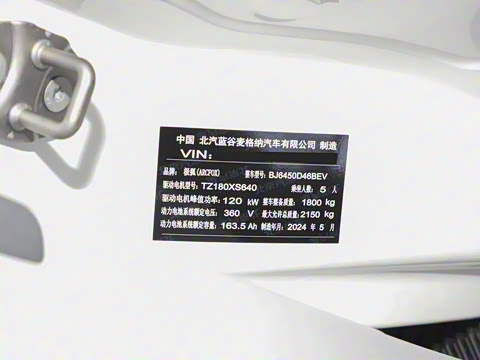 中国 北汽蓝谷麦格纳汽车有限公司 制造
VIN:
品牌: 极狐(ARCFOX) 整车型号: BJ6450D46BEV
驱动电机型号: TZ180XS640 乘坐人数: 5 人
驱动电机峰值功率: 120 kW 整车整备质量: 1800 kg
动力电池系统额定电压: 360 V 最大允许总质量: 2150 kg
动力电池系统额定容量: 163.5 Ah 制造年月: 2024 年 5 月